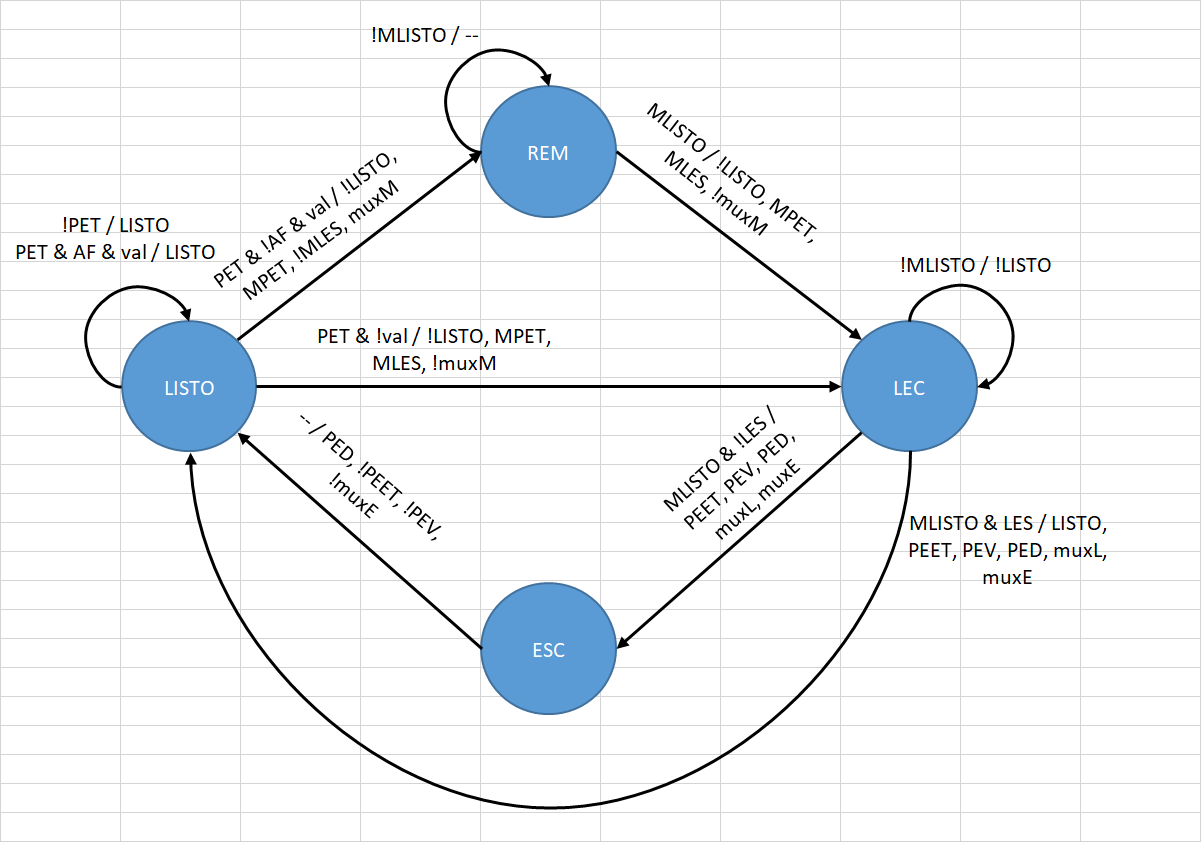 !MLISTO / --
REM
MLISTO / !LISTO, MPET,
MLES, !muxM
PET & !AF & val / !LISTO,
MPET, !MLES, muxM
!PET / LISTO
PET & AF & val / LISTO
!MLISTO / !LISTO
PET & !val / !LISTO, MPET,
MLES, !muxM
LISTO
LEC
-- / PED, !PEET, !PEV,
!muxE
MLISTO & !LES /
PEET, PEV, PED,
muxL, muxE
MLISTO & LES / LISTO,
PEET, PEV, PED, muxL,
muxE
ESC